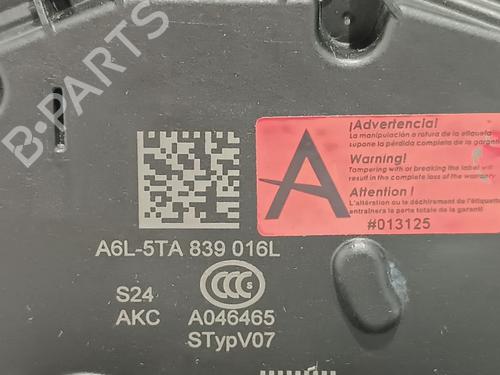 B-PARTS
¡Advertencia!
La manipulación o rotura de la etiqueta
supone la pérdida completa de la garantía
A
Warning!
Tampering with or breaking the label will
result in the complete loss of the warranty
Attention !
L'altération ou le déchirement de l'étiquette
entraînera la perte totale de la garantie
#013125
A6L-5TA 839 016L
CCC S
S24
AKC A046465
STypV07